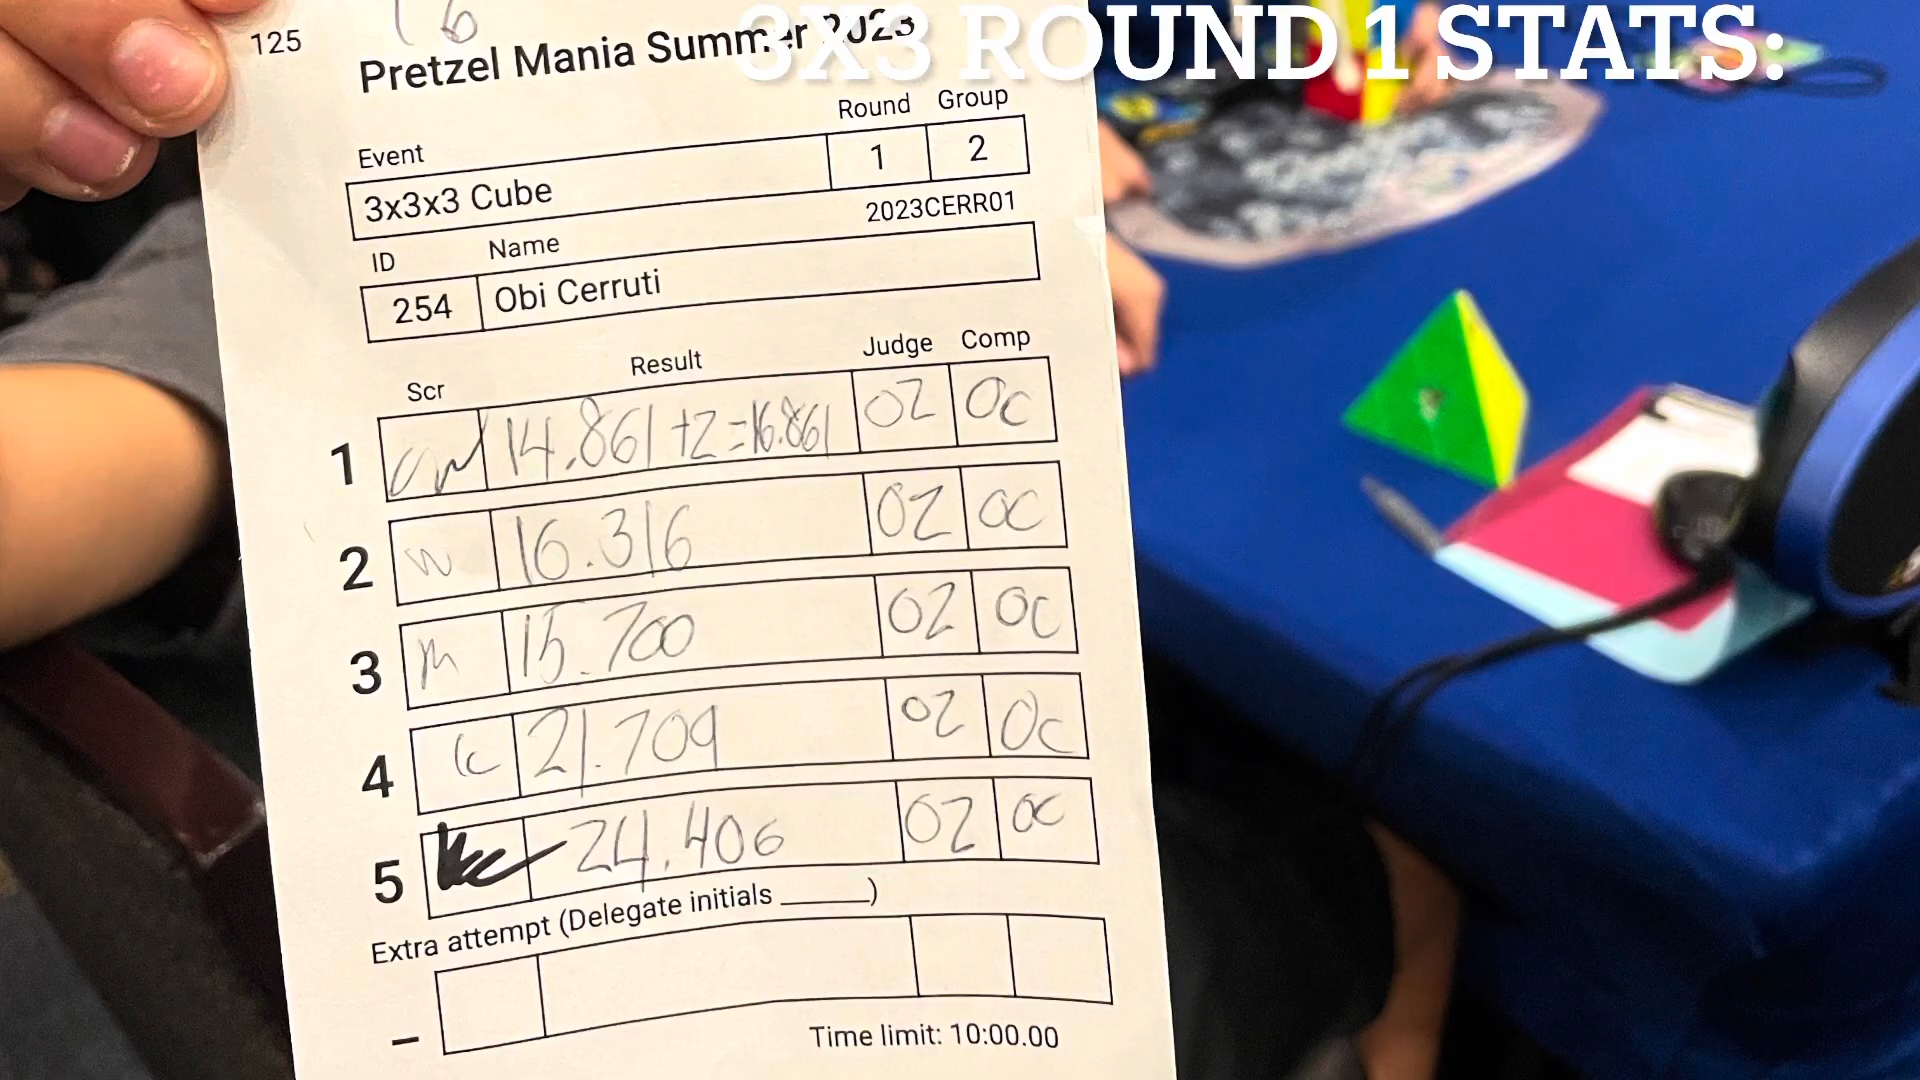 3X3 ROUND 1 STATS:
125
16
Pretzel Mania Summer 2023
Round Group
Event
3x3x3 Cube 1 2
2023CERR01
ID Name
254 Obi Cerruti
Scr Result Judge Comp
1 14.861+2=16.861 OZ OC
2 16.316 OZ OC
3 15.700 OZ OC
4 21.709 OZ OC
5 24.406 OZ OC
Extra attempt (Delegate initials ______)
–
Time limit: 10:00.00